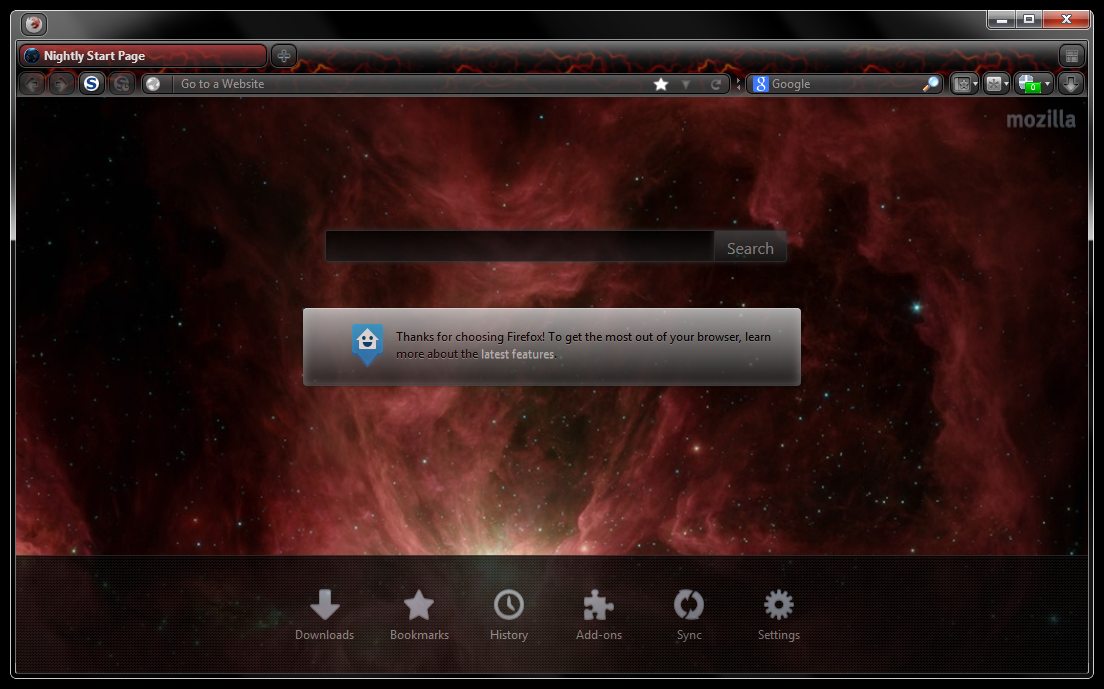 Nightly Start Page
Go to a Website
Google
0
mozilla
Search
Thanks for choosing Firefox! To get the most out of your browser, learn
more about the latest features.
Downloads
Bookmarks
History
Add-ons
Sync
Settings